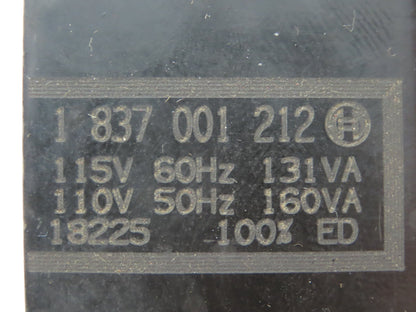 1 837 001 212
115V 60Hz 131VA
110V 50Hz 160VA
18225 100% ED